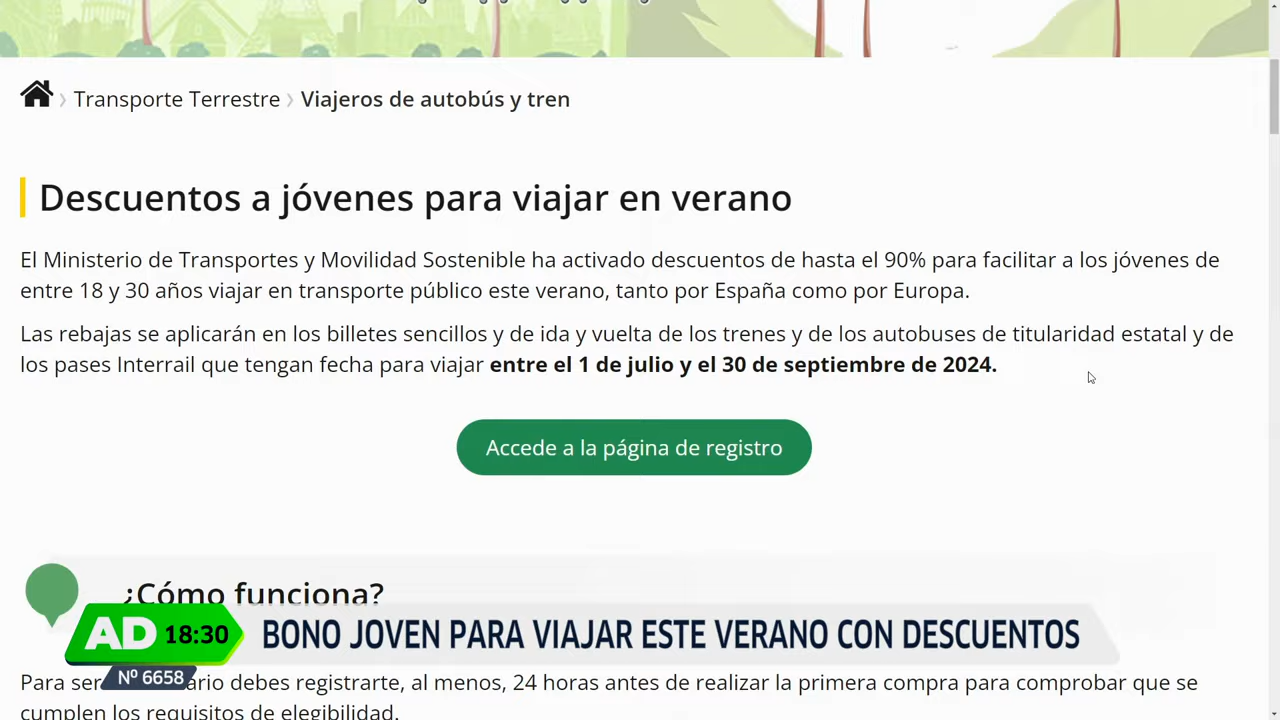 Transporte Terrestre › Viajeros de autobús y tren
Descuentos a jóvenes para viajar en verano
El Ministerio de Transportes y Movilidad Sostenible ha activado descuentos de hasta el 90% para facilitar a los jóvenes de
entre 18 y 30 años viajar en transporte público este verano, tanto por España como por Europa.
Las rebajas se aplicarán en los billetes sencillos y de ida y vuelta de los trenes y de los autobuses de titularidad estatal y de
los pases Interrail que tengan fecha para viajar entre el 1 de julio y el 30 de septiembre de 2024.
Accede a la página de registro
¿Cómo funciona?
AD 18:30 BONO JOVEN PARA VIAJAR ESTE VERANO CON DESCUENTOS
Nº 6658
Para ser debes registrarte, al menos, 24 horas antes de realizar la primera compra para comprobar que se
cumplen los requisitos de elegibilidad.